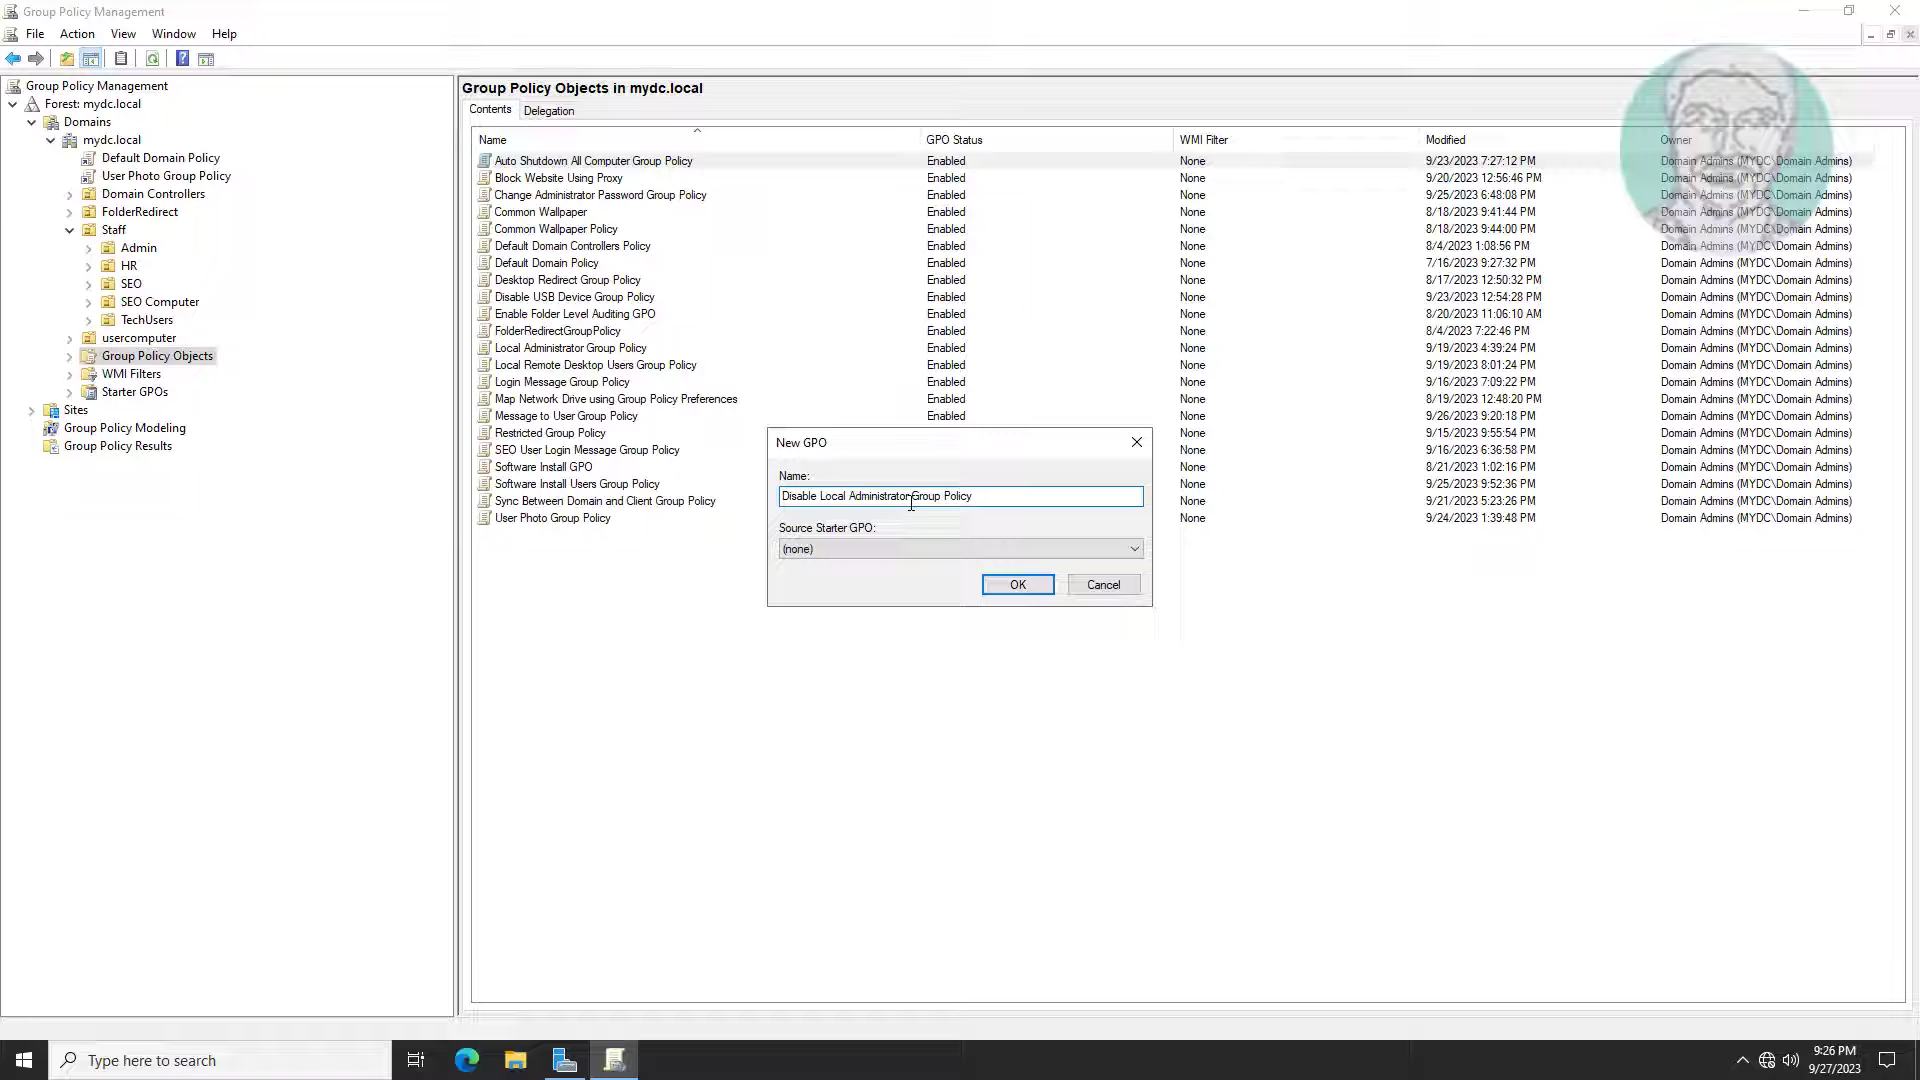 Group Policy Management
File Action View Window Help
Group Policy Management
Forest: mydc.local
Domains
mydc.local
Default Domain Policy
User Photo Group Policy
Domain Controllers
FolderRedirect
Staff
Admin
HR
SEO
SEO Computer
TechUsers
usercomputer
Group Policy Objects
WMI Filters
Starter GPOs
Sites
Group Policy Modeling
Group Policy Results
Group Policy Objects in mydc.local
Contents Delegation
Name GPO Status WMI Filter Modified Owner
Auto Shutdown All Computer Group Policy Enabled None 9/23/2023 7:27:12 PM Domain Admins (MYDC\Domain Admins)
Block Website Using Proxy Enabled None 9/20/2023 12:56:46 PM Domain Admins (MYDC\Domain Admins)
Change Administrator Password Group Policy Enabled None 9/25/2023 6:48:08 PM Domain Admins (MYDC\Domain Admins)
Common Wallpaper Enabled None 8/18/2023 9:41:44 PM Domain Admins (MYDC\Domain Admins)
Common Wallpaper Policy Enabled None 8/18/2023 9:44:00 PM Domain Admins (MYDC\Domain Admins)
Default Domain Controllers Policy Enabled None 8/4/2023 1:08:56 PM Domain Admins (MYDC\Domain Admins)
Default Domain Policy Enabled None 7/16/2023 9:27:32 PM Domain Admins (MYDC\Domain Admins)
Desktop Redirect Group Policy Enabled None 8/17/2023 12:50:32 PM Domain Admins (MYDC\Domain Admins)
Disable USB Device Group Policy Enabled None 9/23/2023 12:54:28 PM Domain Admins (MYDC\Domain Admins)
Enable Folder Level Auditing GPO Enabled None 8/20/2023 11:06:10 AM Domain Admins (MYDC\Domain Admins)
FolderRedirectGroupPolicy Enabled None 8/4/2023 7:22:46 PM Domain Admins (MYDC\Domain Admins)
Local Administrator Group Policy Enabled None 9/19/2023 4:39:24 PM Domain Admins (MYDC\Domain Admins)
Local Remote Desktop Users Group Policy Enabled None 9/19/2023 8:01:24 PM Domain Admins (MYDC\Domain Admins)
Login Message Group Policy Enabled None 9/16/2023 7:09:22 PM Domain Admins (MYDC\Domain Admins)
Map Network Drive using Group Policy Preferences Enabled None 8/19/2023 12:48:20 PM Domain Admins (MYDC\Domain Admins)
Message to User Group Policy Enabled None 9/26/2023 9:20:18 PM Domain Admins (MYDC\Domain Admins)
Restricted Group Policy None 9/15/2023 9:55:54 PM Domain Admins (MYDC\Domain Admins)
SEO User Login Message Group Policy None 9/16/2023 6:36:58 PM Domain Admins (MYDC\Domain Admins)
Software Install GPO None 8/21/2023 1:02:16 PM Domain Admins (MYDC\Domain Admins)
Software Install Users Group Policy None 9/25/2023 9:52:36 PM Domain Admins (MYDC\Domain Admins)
Sync Between Domain and Client Group Policy None 9/21/2023 5:23:26 PM Domain Admins (MYDC\Domain Admins)
User Photo Group Policy None 9/24/2023 1:39:48 PM Domain Admins (MYDC\Domain Admins)
New GPO
Name:
Disable Local Administrator Group Policy
Source Starter GPO:
(none)
OK Cancel
Type here to search
9:26 PM
9/27/2023